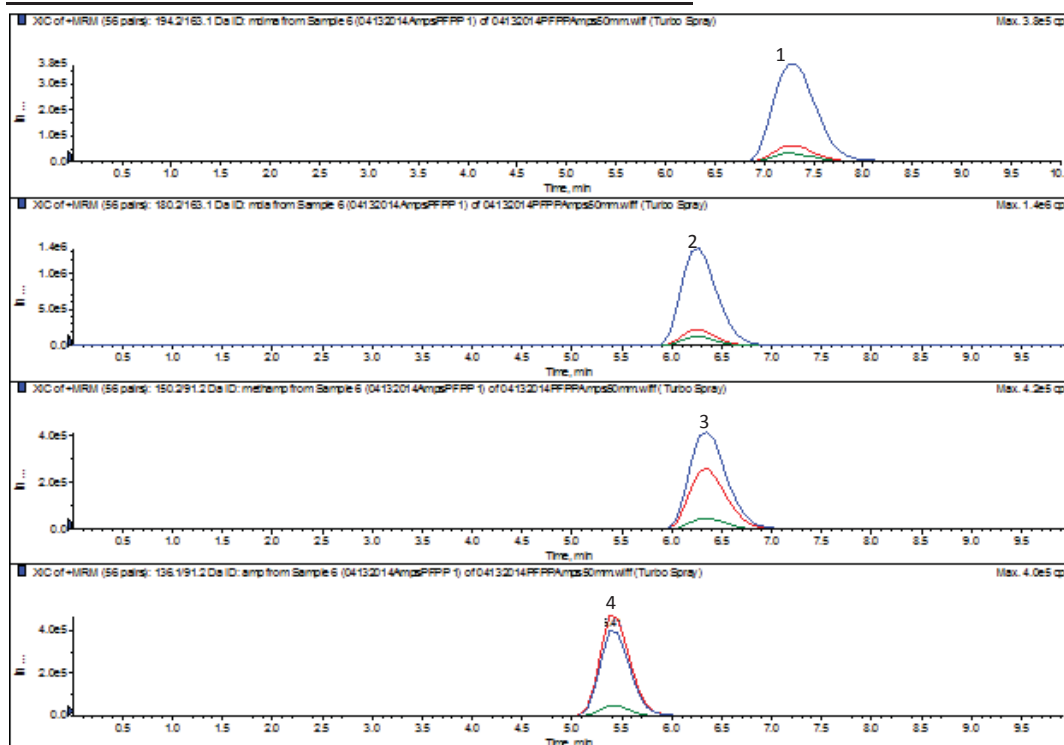 XIC of +MRM (56 pairs): 194.2/163.1 Da ID: mdma from Sample 6 (04132014AmpsPFPP 1) of 04132014PFPPAmps50mm.wiff (Turbo Spray) Max. 3.8e5 cp
3.8e5
3.0e5
2.0e5
1.0e5
0.0
1
0.5 1.0 1.5 2.0 2.5 3.0 3.5 4.0 4.5 5.0 5.5 6.0 6.5 7.0 7.5 8.0 8.5 9.0 9.5 10.
Time, min
XIC of +MRM (56 pairs): 180.2/163.1 Da ID: mda from Sample 6 (04132014AmpsPFPP 1) of 04132014PFPPAmps50mm.wiff (Turbo Spray) Max. 1.4e6 cp
1.4e6
1.0e6
5.0e5
0.0
2
0.5 1.0 1.5 2.0 2.5 3.0 3.5 4.0 4.5 5.0 5.5 6.0 6.5 7.0 7.5 8.0 8.5 9.0 9.5
Time, min
XIC of +MRM (56 pairs): 150.2/91.2 Da ID: methamp from Sample 6 (04132014AmpsPFPP 1) of 04132014PFPPAmps50mm.wiff (Turbo Spray) Max. 4.2e5 cp
4.0e5
2.0e5
0.0
3
0.5 1.0 1.5 2.0 2.5 3.0 3.5 4.0 4.5 5.0 5.5 6.0 6.5 7.0 7.5 8.0 8.5 9.0 9.5
Time, min
XIC of +MRM (56 pairs): 136.1/91.2 Da ID: amp from Sample 6 (04132014AmpsPFPP 1) of 04132014PFPPAmps50mm.wiff (Turbo Spray) Max. 4.0e5 cp
4.0e5
2.0e5
0.0
4
0.5 1.0 1.5 2.0 2.5 3.0 3.5 4.0 4.5 5.0 5.5 6.0 6.5 7.0 7.5 8.0 8.5 9.0 9.5
Time, min